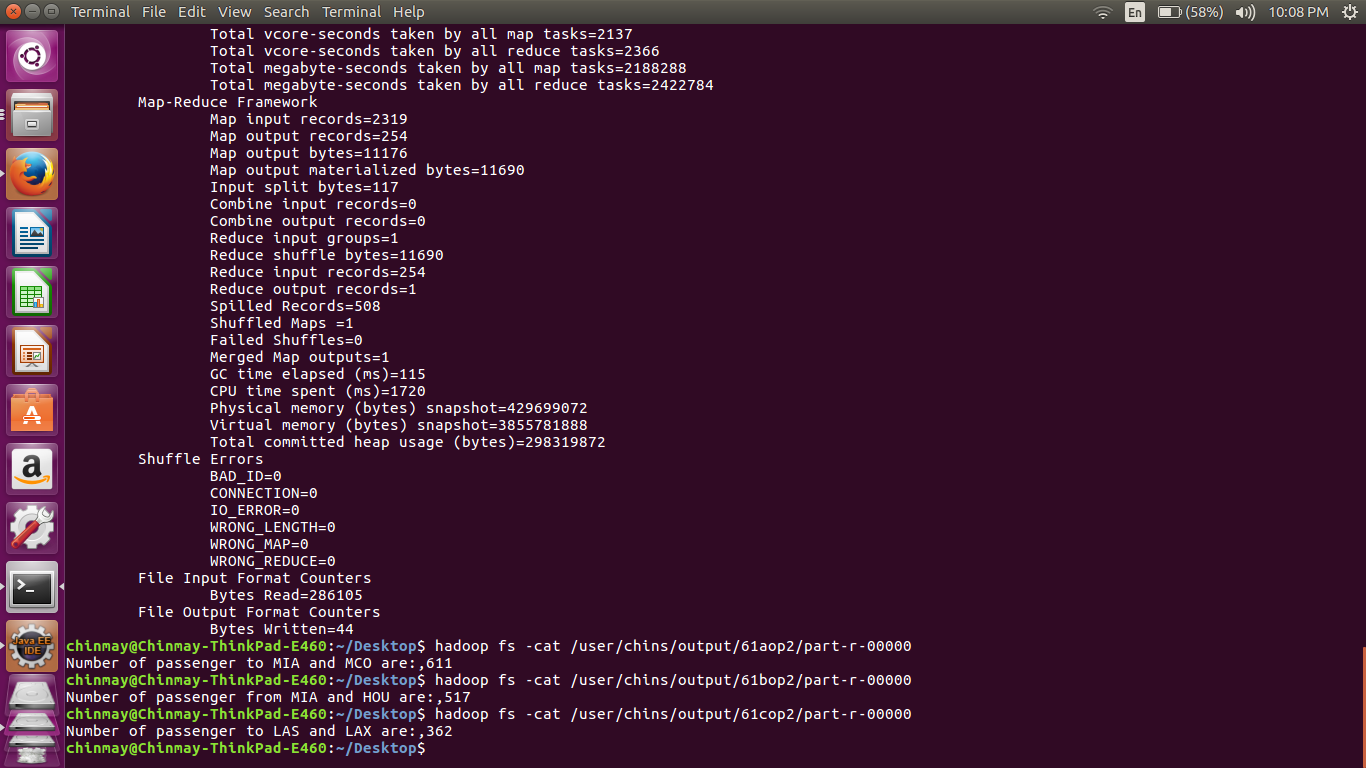 Terminal File Edit View Search Terminal Help En (58%) 10:08 PM
Total vcore-seconds taken by all map tasks=2137
Total vcore-seconds taken by all reduce tasks=2366
Total megabyte-seconds taken by all map tasks=2188288
Total megabyte-seconds taken by all reduce tasks=2422784
Map-Reduce Framework
Map input records=2319
Map output records=254
Map output bytes=11176
Map output materialized bytes=11690
Input split bytes=117
Combine input records=0
Combine output records=0
Reduce input groups=1
Reduce shuffle bytes=11690
Reduce input records=254
Reduce output records=1
Spilled Records=508
Shuffled Maps =1
Failed Shuffles=0
Merged Map outputs=1
GC time elapsed (ms)=115
CPU time spent (ms)=1720
Physical memory (bytes) snapshot=429699072
Virtual memory (bytes) snapshot=3855781888
Total committed heap usage (bytes)=298319872
Shuffle Errors
BAD_ID=0
CONNECTION=0
IO_ERROR=0
WRONG_LENGTH=0
WRONG_MAP=0
WRONG_REDUCE=0
File Input Format Counters
Bytes Read=286105
File Output Format Counters
Bytes Written=44
chinmay@Chinmay-ThinkPad-E460:~/Desktop$ hadoop fs -cat /user/chins/output/61aop2/part-r-00000
Number of passenger to MIA and MCO are:,611
chinmay@Chinmay-ThinkPad-E460:~/Desktop$ hadoop fs -cat /user/chins/output/61bop2/part-r-00000
Number of passenger from MIA and HOU are:,517
chinmay@Chinmay-ThinkPad-E460:~/Desktop$ hadoop fs -cat /user/chins/output/61cop2/part-r-00000
Number of passenger to LAS and LAX are:,362
chinmay@Chinmay-ThinkPad-E460:~/Desktop$
Java EE
IDE